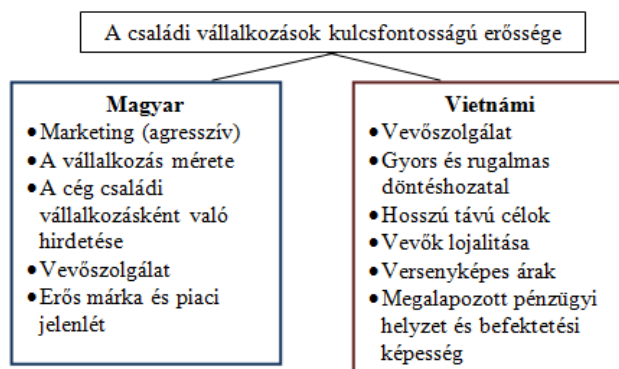 A családi vállalkozások kulcsfontosságú erőssége
Magyar
•Marketing (agresszív)
•A vállalkozás mérete
•A cég családi
vállalkozásként való
hirdetése
•Vevőszolgálat
•Erős márka és piaci
jelenlét
Vietnámi
•Vevőszolgálat
•Gyors és rugalmas
döntéshozatal
•Hosszú távú célok
•Vevők lojalitása
•Versenyképes árak
•Megalapozott pénzügyi
helyzet és befektetési
képesség